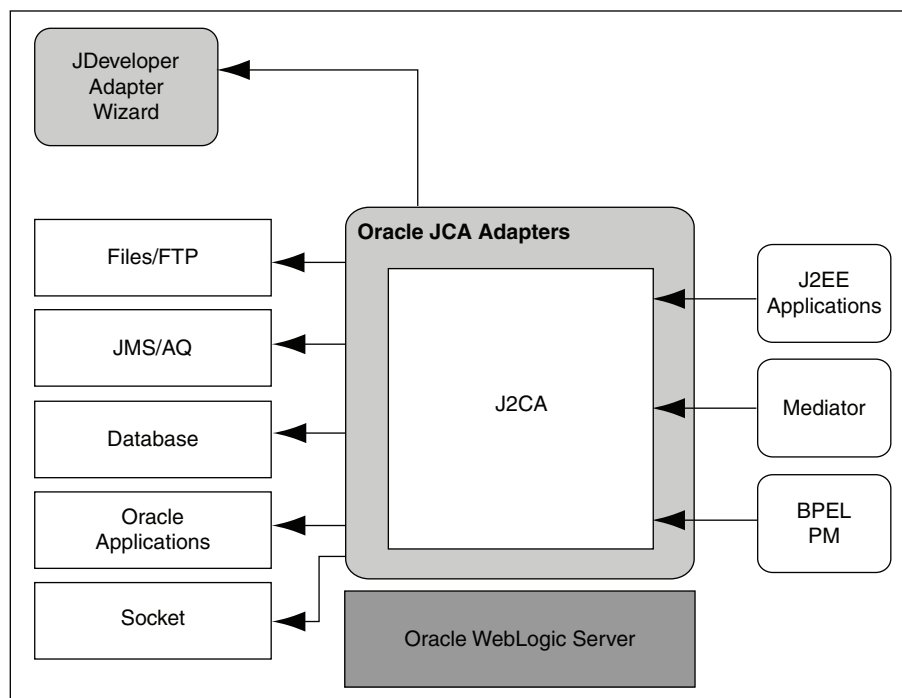 JDeveloper
Adapter
Wizard
Oracle JCA Adapters
Files/FTP
JMS/AQ
Database
Oracle
Applications
Socket
J2CA
J2EE
Applications
Mediator
BPEL
PM
Oracle WebLogic Server